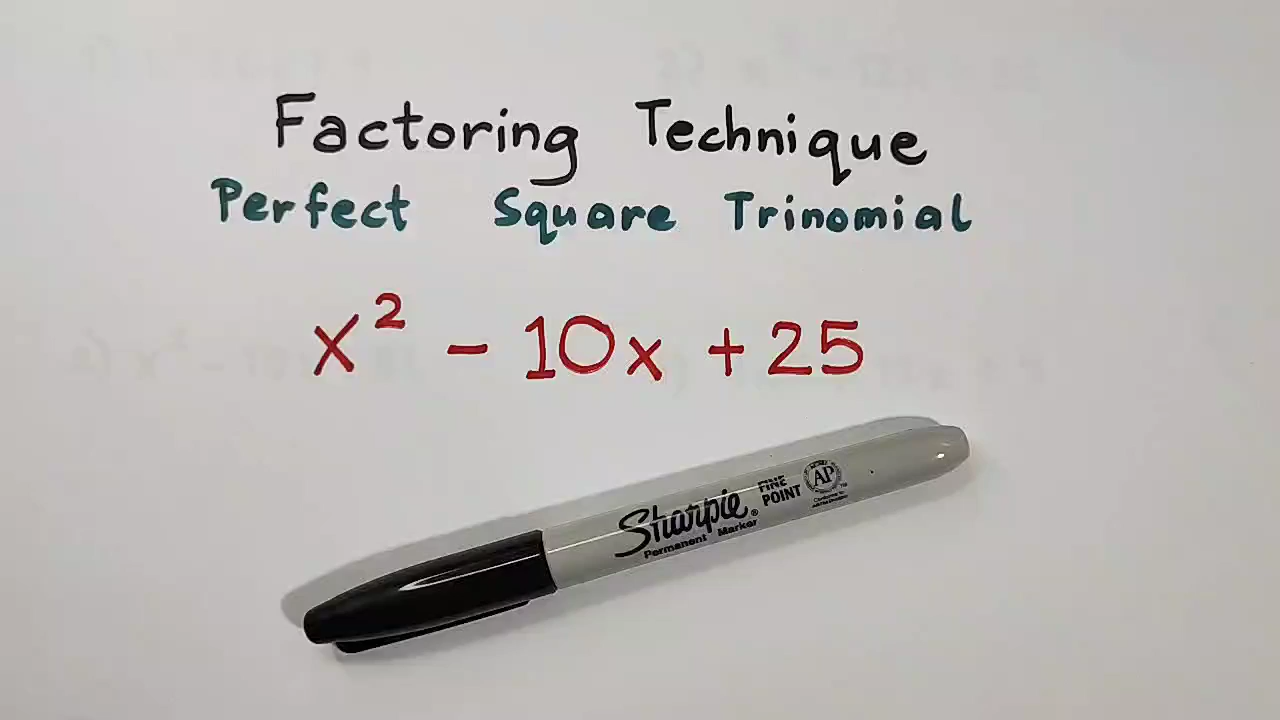 Factoring Technique
Perfect Square Trinomial
x² - 10x + 25
Sharpie®
Permanent Marker
FINE
POINT
AP